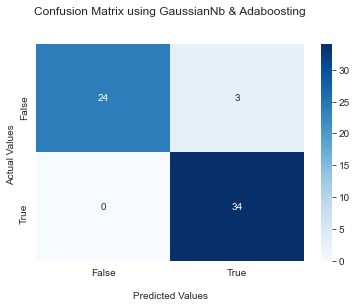 Confusion Matrix using GaussianNb & Adaboosting
Actual Values
False
True
24
3
0
34
False
True
Predicted Values
30
25
20
15
10
5
0